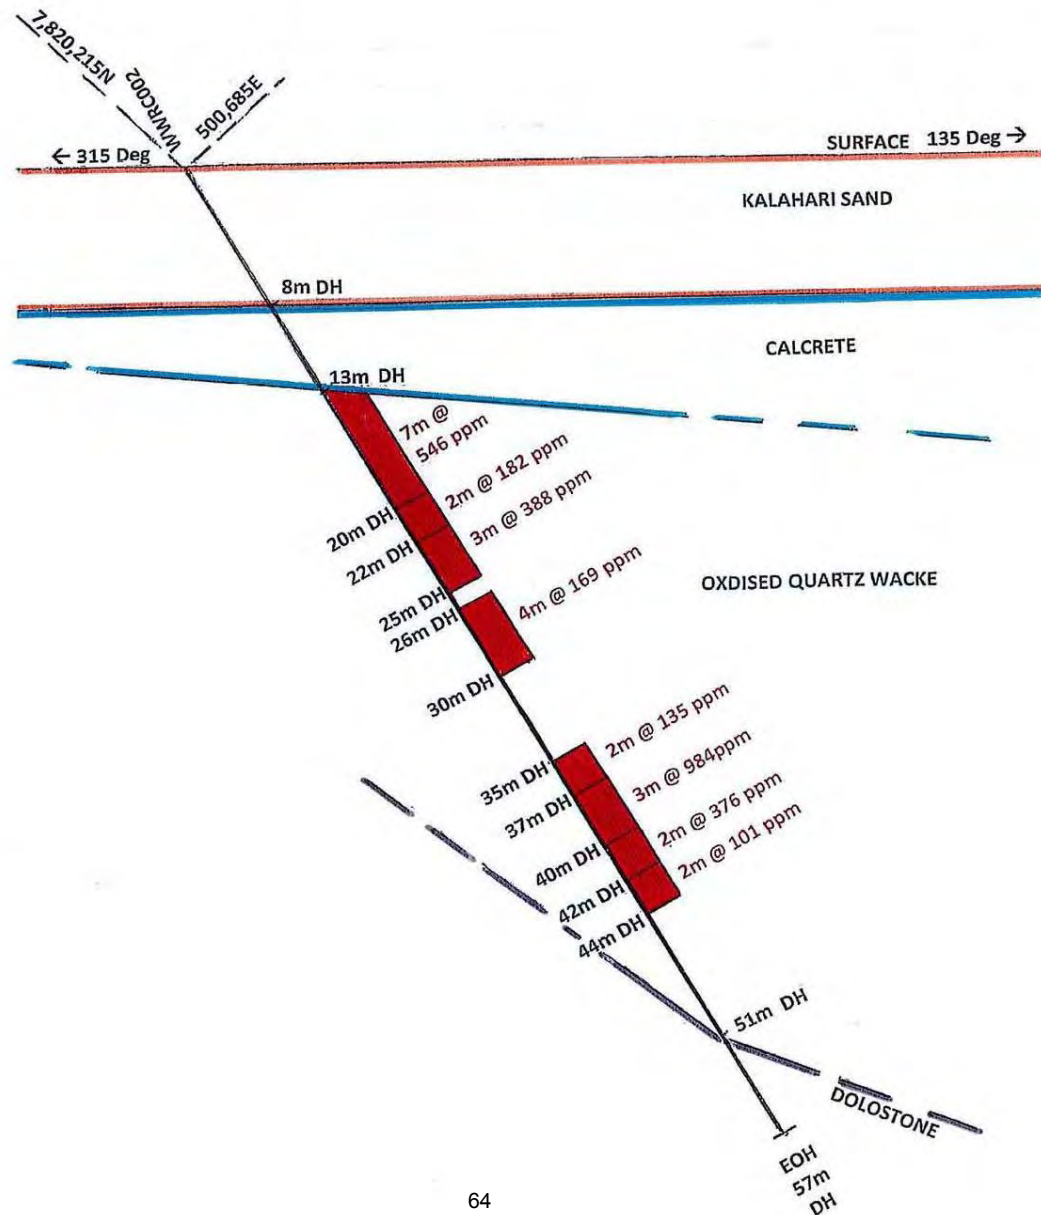 7,820,215N
WWRC002
500,685E
← 315 Deg
SURFACE 135 Deg →
KALAHARI SAND
8m DH
CALCRETE
13m DH
7m @
546 ppm
2m @ 182 ppm
20m DH
3m @ 388 ppm
22m DH
OXDISED QUARTZ WACKE
25m DH
4m @ 169 ppm
26m DH
30m DH
2m @ 135 ppm
35m DH
3m @ 984ppm
37m DH
2m @ 376 ppm
40m DH
2m @ 101 ppm
42m DH
44m DH
51m DH
DOLOSTONE
EOH
57m
DH
64